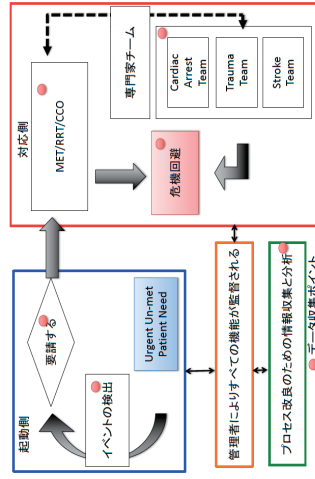 起動側
イベントの検出
要請する
Urgent Un-met
Patient Need
対応側
MET/RRT/CCO
専門家チーム
Cardiac
Arrest
Team
Trauma
Team
Stroke
Team
危機回避
管理者によりすべての機能が監督される
プロセス改良のための情報収集と分析
データ収集ポイント